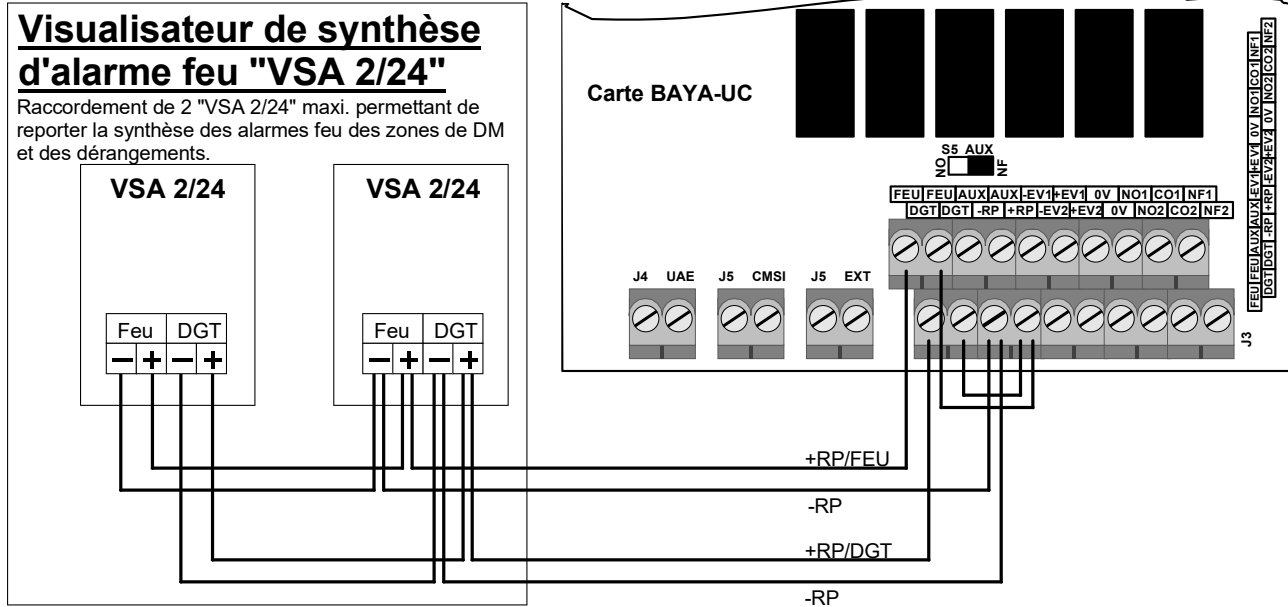 Visualisateur de synthèse
d'alarme feu "VSA 2/24"
Raccordement de 2 "VSA 2/24" maxi. permettant de
reporter la synthèse des alarmes feu des zones de DM
et des dérangements.
VSA 2/24
VSA 2/24
Feu DGT
− + − +
Feu DGT
− + − +
Carte BAYA-UC
S5 AUX
NO
NF
FEU FEU AUX AUX -EV1 +EV1 0V NO1 CO1 NF1
DGT DGT -RP +RP -EV2 +EV2 0V NO2 CO2 NF2
FEU FEU AUX AUX -EV1 +EV1 0V NO1 CO1 NF1
DGT DGT -RP +RP -EV2 +EV2 0V NO2 CO2 NF2
J4 UAE
J5 CMSI
J5 EXT
J3
+RP/FEU
-RP
+RP/DGT
-RP